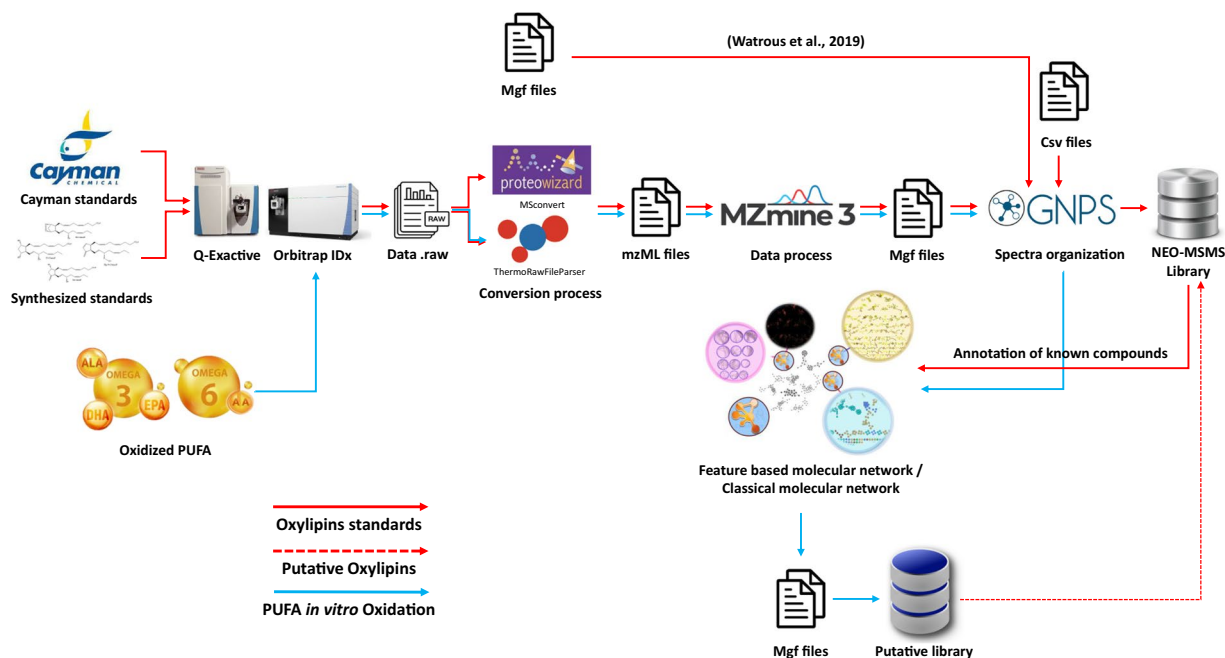 (Watrous et al., 2019)
Mgf files
Csv files
Cayman
CHEMICAL
Cayman standards
proteowizard
MSconvert
RAW
MZmine 3
GNPS
Q-Exactive
Orbitrap IDx
Data .raw
ThermoRawFileParser
Conversion process
mzML files
Data process
Mgf files
Spectra organization
NEO-MSMS
Library
Synthesized standards
Annotation of known compounds
ALA
OMEGA
3
DHA
EPA
OMEGA
6
AA
Oxidized PUFA
Feature based molecular network /
Classical molecular network
Oxylipins standards
Putative Oxylipins
PUFA in vitro Oxidation
Mgf files
Putative library